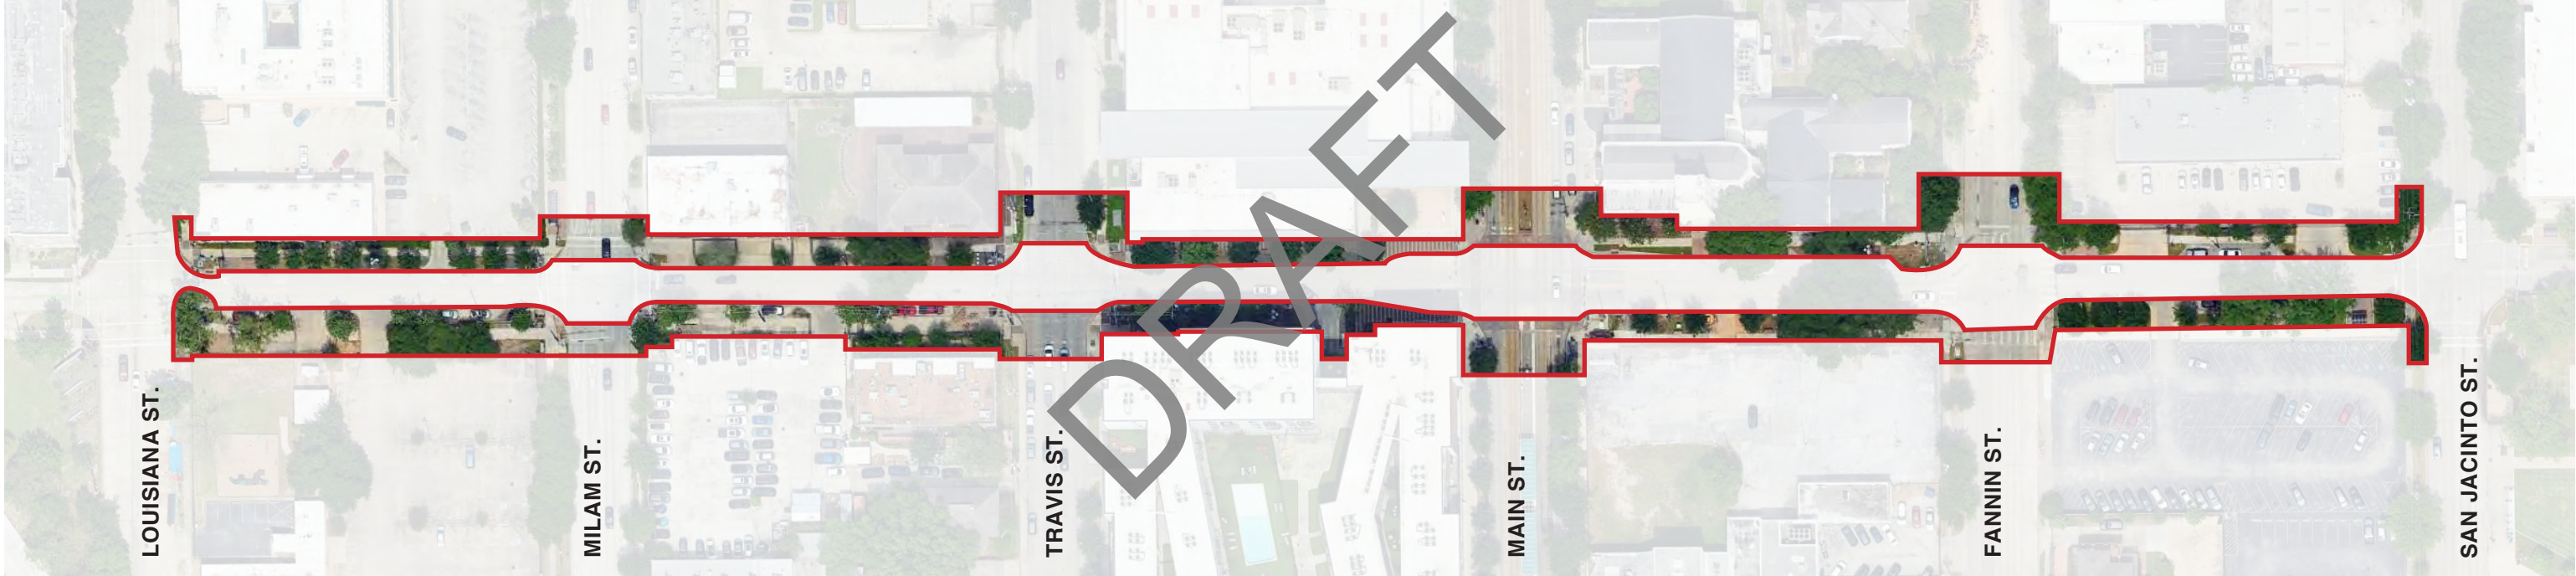 DRAFT
LOUISIANA ST.
MILAM ST.
TRAVIS ST.
MAIN ST.
FANNIN ST.
SAN JACINTO ST.